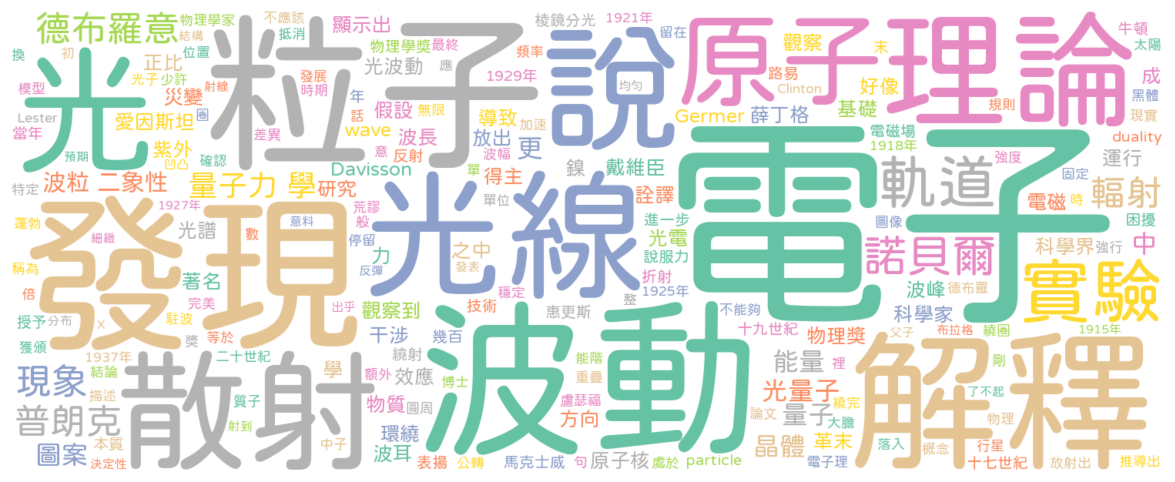 德布羅意
物理學家
不應該
結構
抵消
顯示出
物理學獎
最終
棱鏡分光
1921年
留在
牛頓
太陽
換
初
正比
位置
光波動
應
頻率
觀察
末
路易
好像
成
模型
光子
少許
發展
時期
1929年
粒子
說
原子理論
光
災變
射線
年
假設
無限
導致
Germer
薛丁格
Clinton
均勻
基礎
規則
黑體
現實
Lester
當年
愛因斯坦
圈
差異
話
wave
波長
放出
更
電磁場
1918年
duality
預期
紫外
凹凸
確認
意
反射
波幅
加速
Davisson
單
戴維臣
鎳
強度
運行
特定
波粒 二象性
量子力 學
研究
得主
單位
詮釋
軌道
固定
電磁
時
輻射
1927年
荒謬
般
光線
進一步
電子
圖像
困擾
蓬勃
細緻
光譜
數
意料
停留
之中
發表
光電
說服力
諾貝爾
科學界
強行
中
稱為
發現
著名
力
反彈
折射
波峰
德布羅
實驗
倍
完美
出乎
觀察到
技術
穩定
整
1925年
不能夠
科學家
授予
分布
X
駐波
等於
干涉
幾百
惠更斯
十九世紀
物理獎
父子
布拉格
繞圈
1915年
獲頒
1937年
結論
獎
二十世紀
繞射
波動
能階
重疊
能量
裡
解釋
剛
現象
描述
散射
學
額外
效應
博士
光量子
了不起
普朗克
質子
物質
圓周
盧瑟福
方向
論文
量子
大膽
繞完
物理
本質
射到
環繞
晶體
革末
落入
概念
行星
圖案
決定性
中子
波耳
表揚
公轉
馬克士威
句
原子核
處於
particle
電子理
十七世紀
放射出
推導出